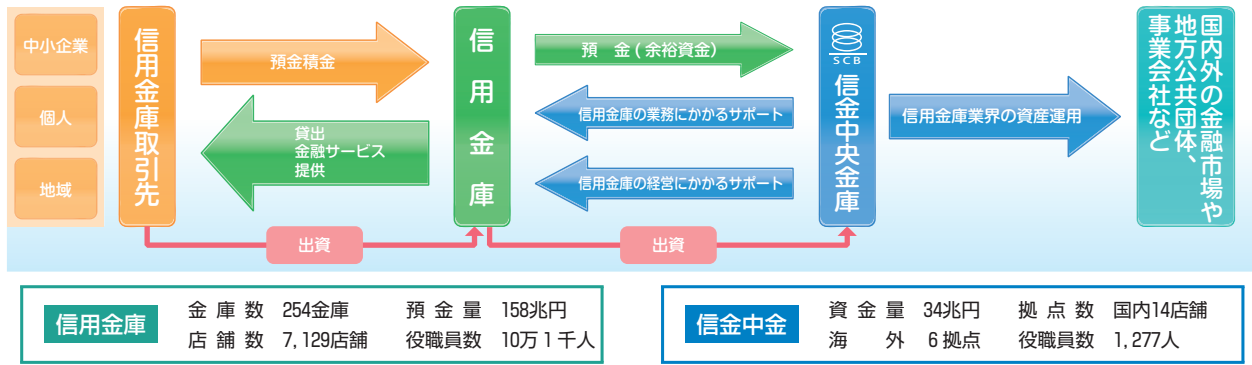 中小企業
個人
地域
信用金庫取引先
預金積金
貸出
金融サービス
提供
信用金庫
預　金(余裕資金)
信用金庫の業務にかかるサポート
信用金庫の経営にかかるサポート
SCB
信金中央金庫
信用金庫業界の資産運用
国内外の金融市場や
地方公共団体、
事業会社など
出資
出資
信用金庫
金庫数 254金庫 預金量 158兆円
店舗数 7,129店舗 役職員数 10万1千人
信金中金
資金量 34兆円 拠点数 国内14店舗
海外 6拠点 役職員数 1,277人